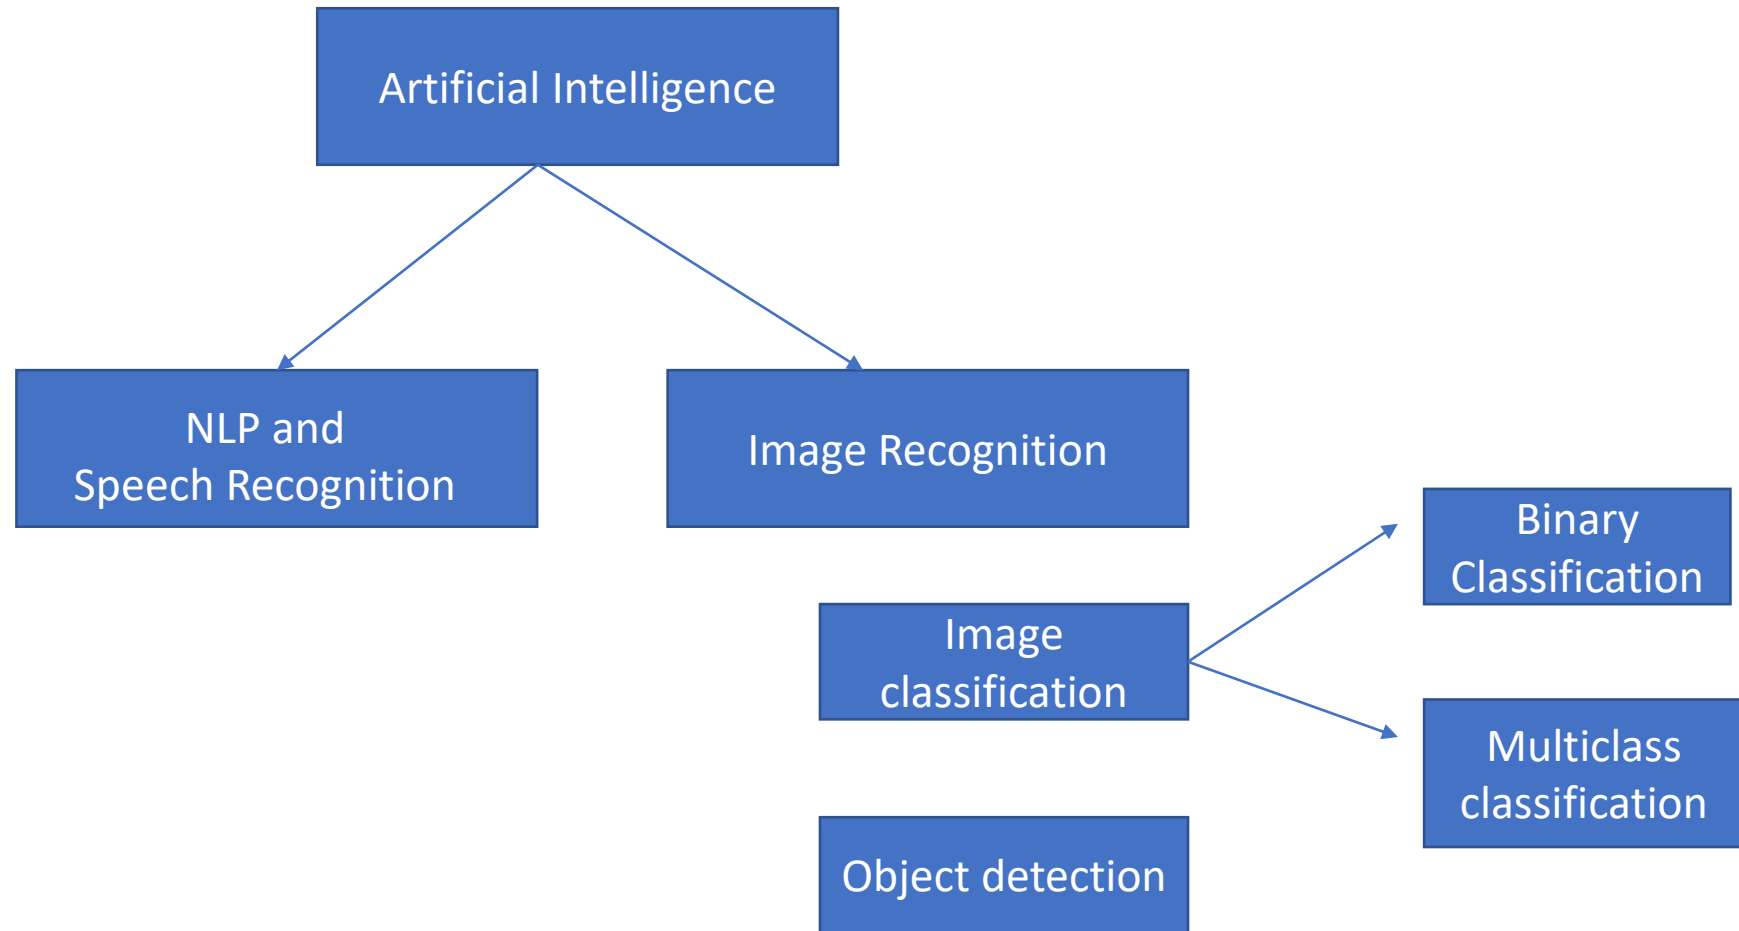 Artificial Intelligence
NLP and
Speech Recognition
Image Recognition
Binary
Classification
Image
classification
Multiclass
classification
Object detection